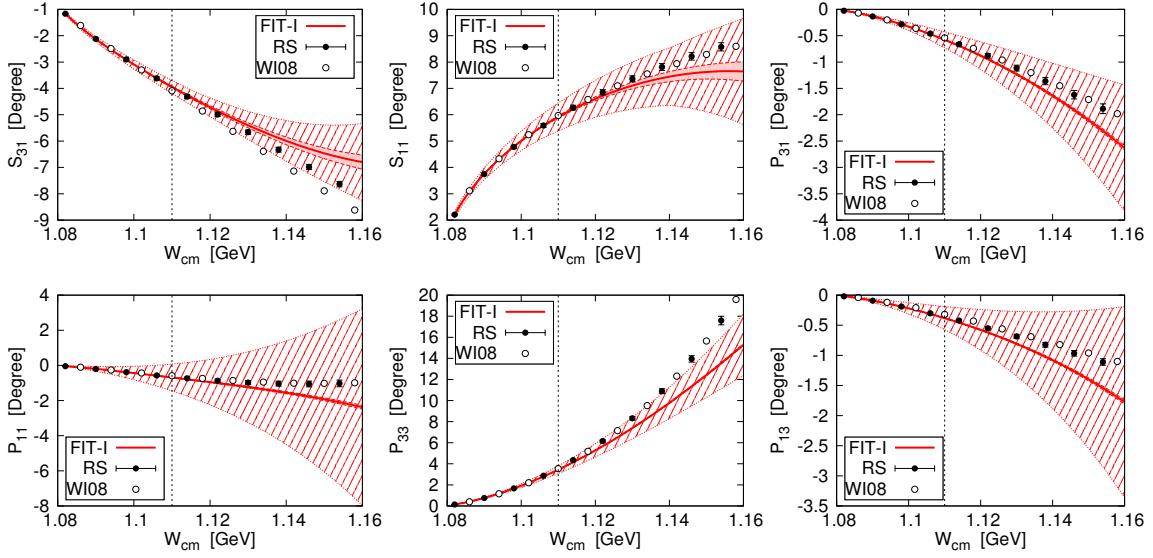 -1
-2
-3
-4
-5
-6
-7
-8
-9
S31 [Degree]
1.08
1.1
1.12
1.14
1.16
Wcm [GeV]
FIT-I
RS
WI08
10
9
8
7
6
5
4
3
2
S11 [Degree]
1.08
1.1
1.12
1.14
1.16
Wcm [GeV]
FIT-I
RS
WI08
0
-0.5
-1
-1.5
-2
-2.5
-3
-3.5
-4
P31 [Degree]
1.08
1.1
1.12
1.14
1.16
Wcm [GeV]
FIT-I
RS
WI08
4
2
0
-2
-4
-6
-8
P11 [Degree]
1.08
1.1
1.12
1.14
1.16
Wcm [GeV]
FIT-I
RS
WI08
20
18
16
14
12
10
8
6
4
2
0
P33 [Degree]
1.08
1.1
1.12
1.14
1.16
Wcm [GeV]
FIT-I
RS
WI08
0
-0.5
-1
-1.5
-2
-2.5
-3
-3.5
P13 [Degree]
1.08
1.1
1.12
1.14
1.16
Wcm [GeV]
FIT-I
RS
WI08